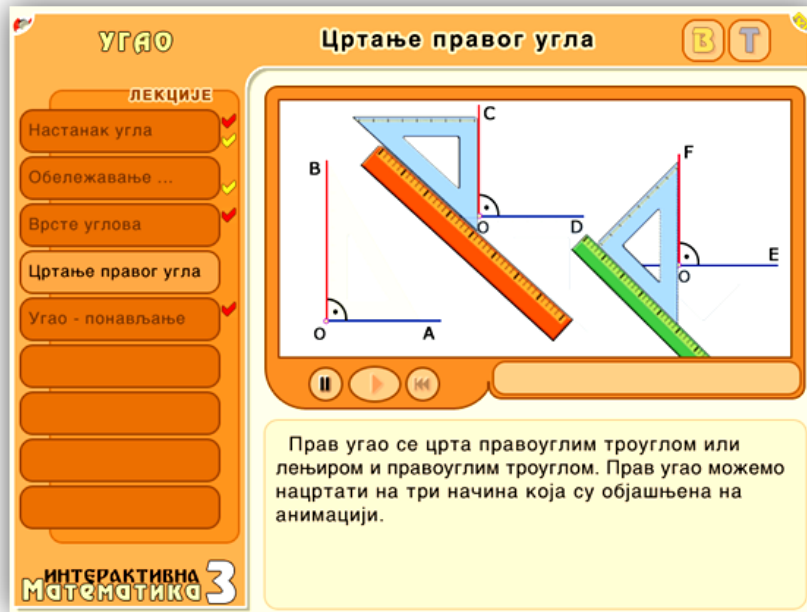 УГАО
Цртање правог угла
В Т
ЛЕКЦИЈЕ
Настанак угла
Обележавање ...
Врсте углова
Цртање правог угла
Угао - понављање
B
O
A
C
O
D
F
O
E
Прав угао се црта правоуглим троуглом или
лењиром и правоуглим троуглом. Прав угао можемо
нацртати на три начина која су објашњена на
анимацији.
ИНТЕРАКТИВНА
Математика 3